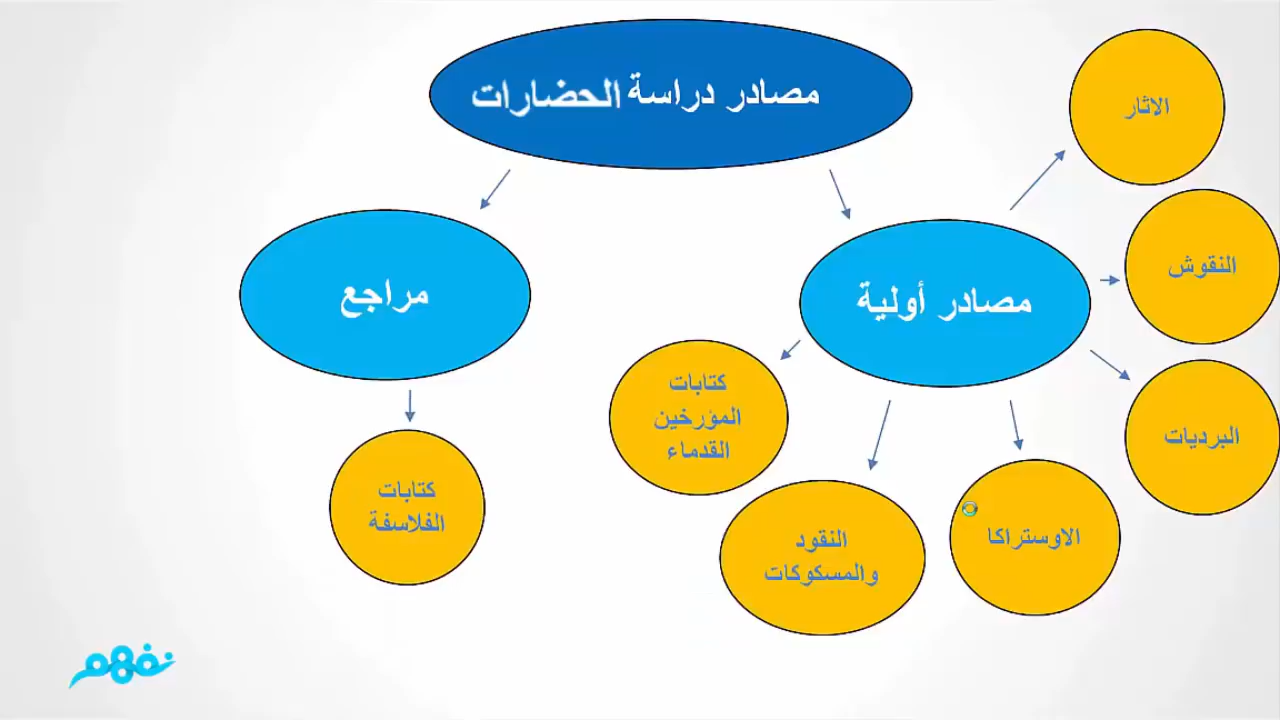 مصادر دراسة الحضارات
الاثار
النقوش
مصادر أولية
مراجع
البرديات
كتابات
المؤرخين
القدماء
الاوستراكا
النقود
والمسكوكات
كتابات
الفلاسفة
نفهم